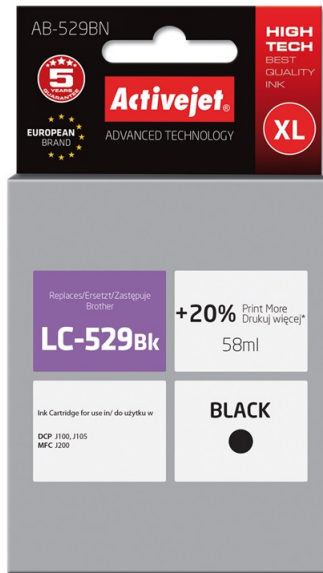 AB-529BN
HIGH
TECH
BEST
QUALITY
INK
5
YEARS
GUARANTEE
Activejet®
ADVANCED TECHNOLOGY
EUROPEAN
BRAND
XL
Replaces/Ersetzt/Zastępuje
Brother
LC-529Bk
+20% Print More
Drukuj więcej*
58ml
Ink Cartridge for use in/ do użytku w
DCP J100, J105
MFC J200
BLACK